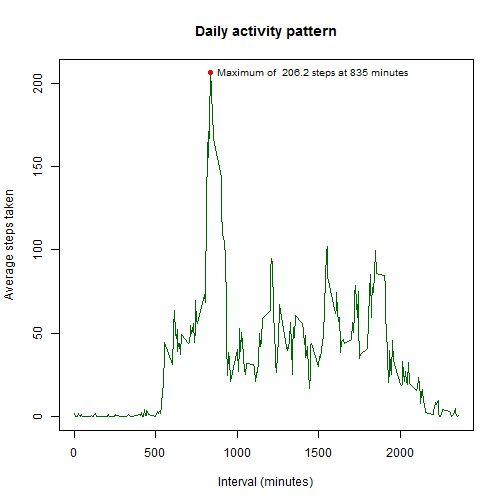 Daily activity pattern
Maximum of  206.2 steps at 835 minutes
Average steps taken
200
150
100
50
0
0 500 1000 1500 2000
Interval (minutes)